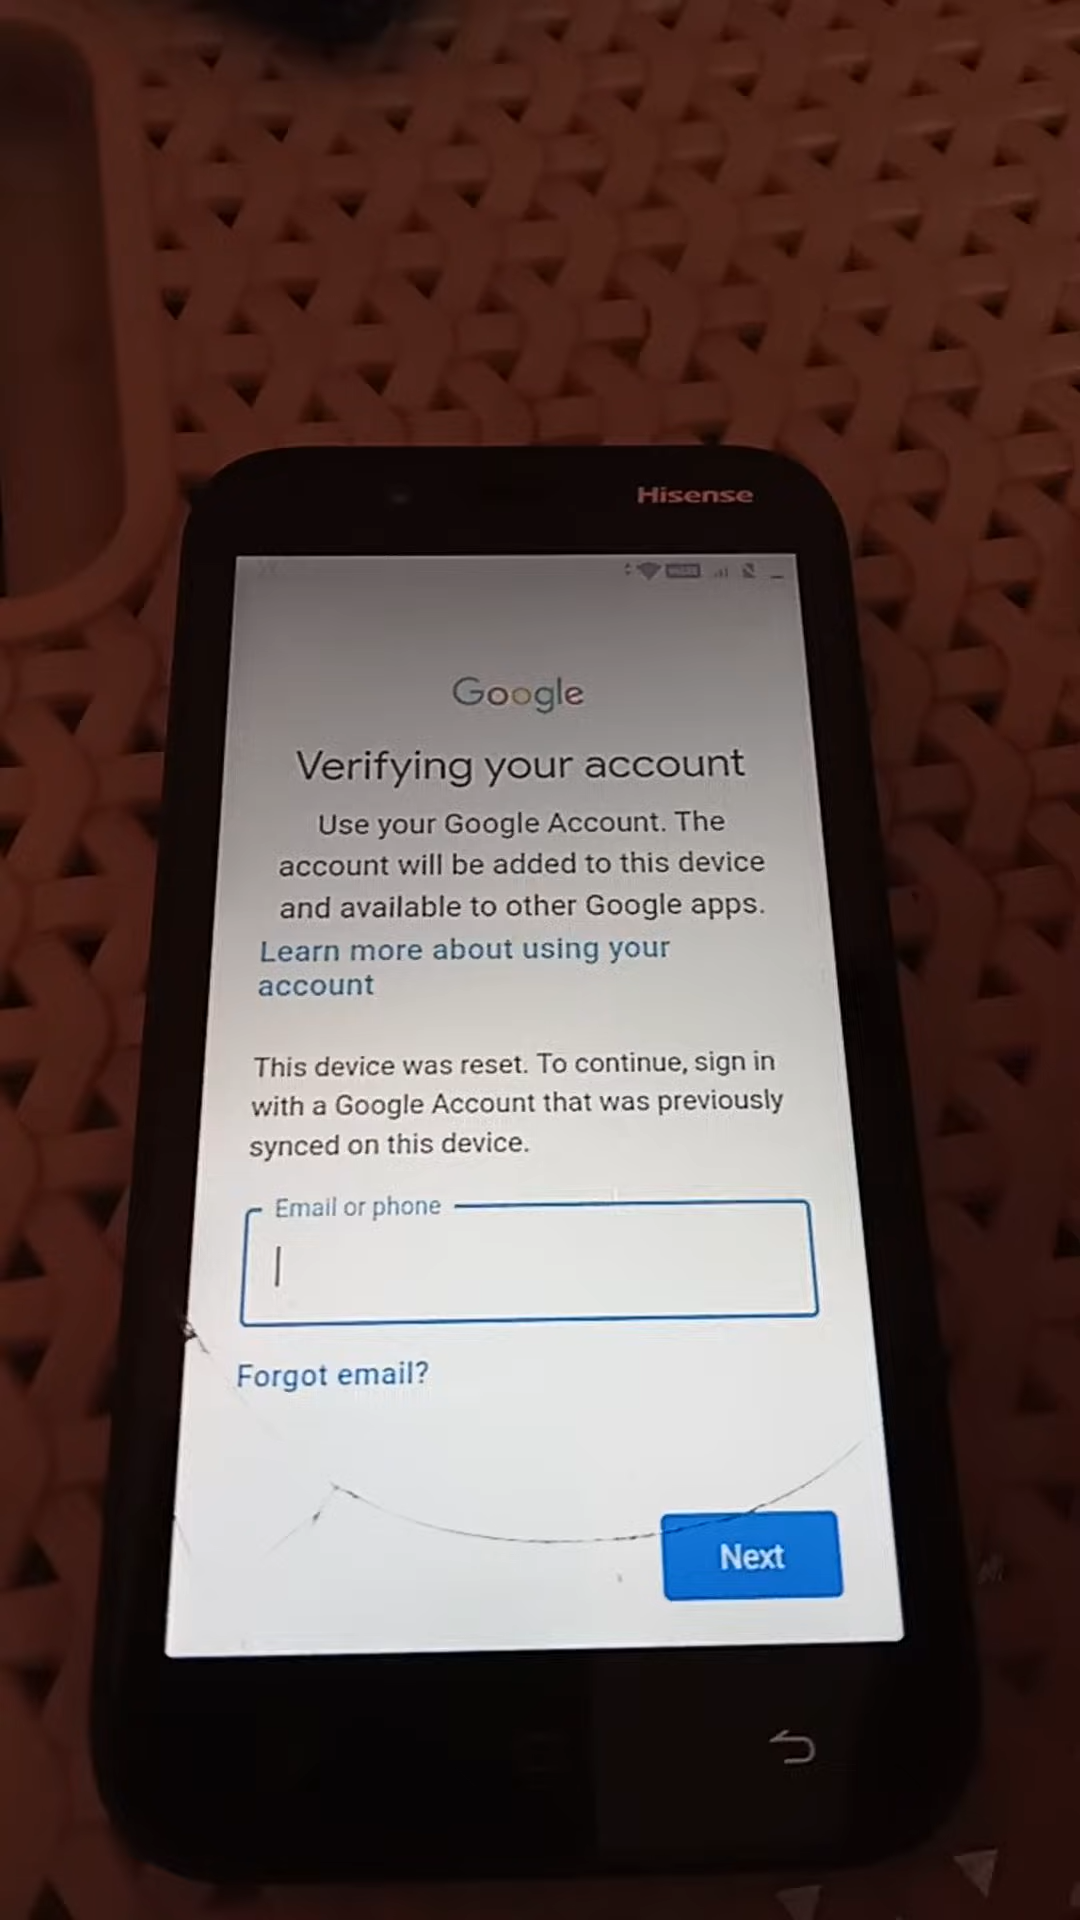 Hisense
Google
Verifying your account
Use your Google Account. The
account will be added to this device
and available to other Google apps.
Learn more about using your
account
This device was reset. To continue, sign in
with a Google Account that was previously
synced on this device.
Email or phone
Forgot email?
Next